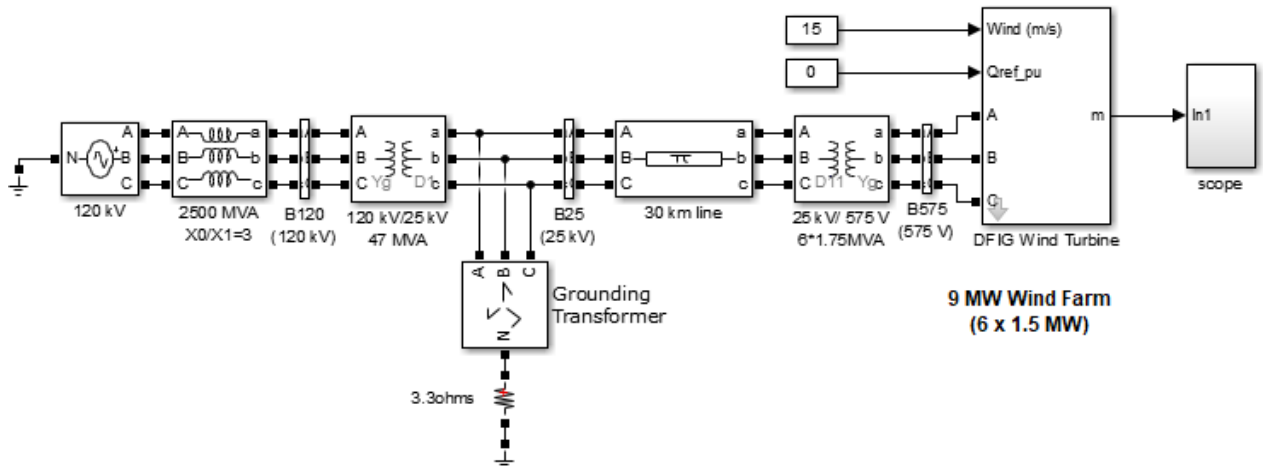 15
Wind (m/s)
0
Qref_pu
A
B
C
m
In1
scope
DFIG Wind Turbine
N
A
B
C
120 kV
A
B
C
a
b
c
2500 MVA
X0/X1=3
B120
(120 kV)
A
B
C
a
b
c
Yg
D1
120 kV/25 kV
47 MVA
B25
(25 kV)
A
B
C
a
b
c
30 km line
A
B
C
a
b
c
D11
Yg
25 kV/ 575 V
6*1.75MVA
B575
(575 V)
A
B
C
N
Grounding
Transformer
3.3ohms
9 MW Wind Farm
(6 x 1.5 MW)